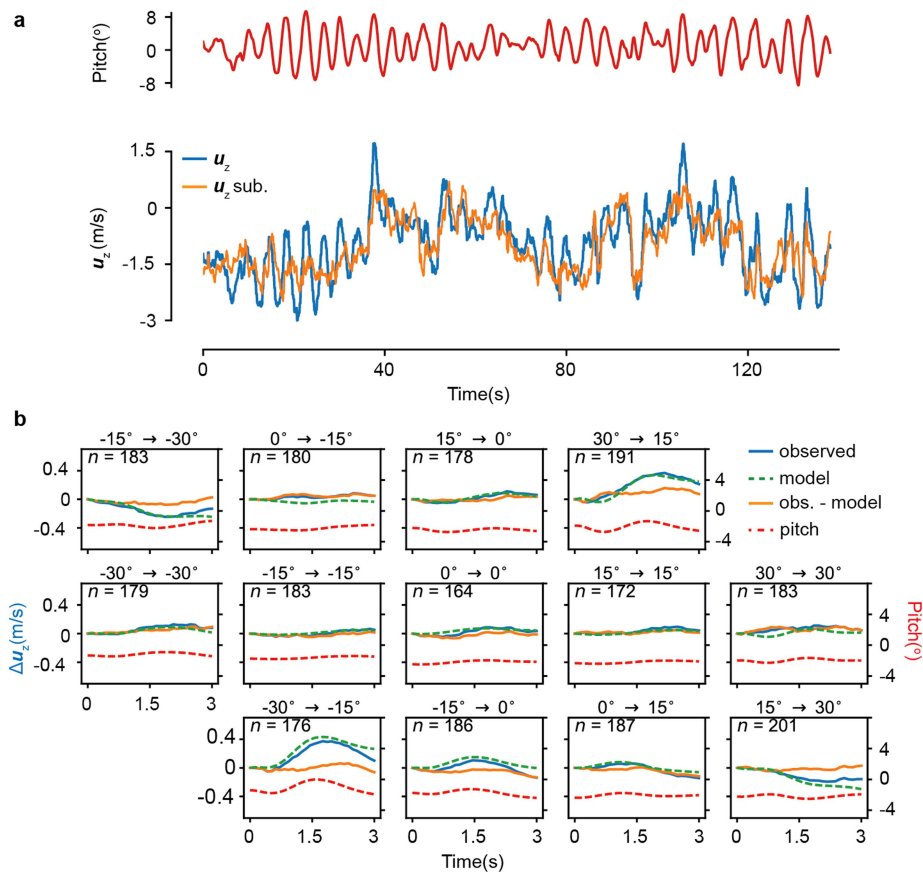 a
8
0
-8
Pitch(°)
1.5
0
-1.5
-3
u_z (m/s)
u_z
u_z sub.
0 40 80 120
Time(s)
b
-15° → -30° 0° → -15° 15° → 0° 30° → 15°
n = 183 n = 180 n = 178 n = 191
0.4
0
-0.4
4
0
-4
observed
model
obs. - model
pitch
-30° → -30° -15° → -15° 0° → 0° 15° → 15° 30° → 30°
n = 179 n = 183 n = 164 n = 172 n = 183
0.4
0
-0.4
Δu_z (m/s)
4
0
-4
Pitch(°)
0 1.5 3
-30° → -15° -15° → 0° 0° → 15° 15° → 30°
n = 176 n = 186 n = 187 n = 201
0.4
0
-0.4
4
0
-4
0 1.5 3 0 1.5 3 0 1.5 3 0 1.5 3
Time(s)